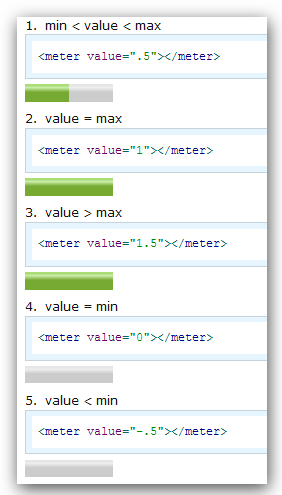 1. min < value < max
<meter value=".5"></meter>
2. value = max
<meter value="1"></meter>
3. value > max
<meter value="1.5"></meter>
4. value = min
<meter value="0"></meter>
5. value < min
<meter value="-.5"></meter>